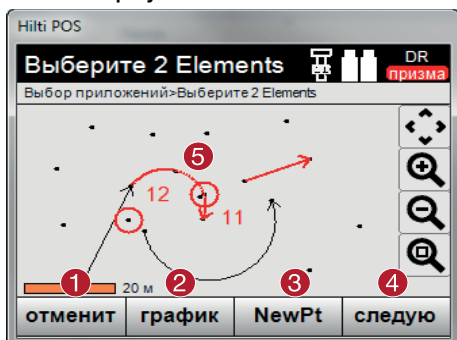 Hilti POS
Выберите 2 Elements
DR
призма
Выбор приложений>Выберите 2 Elements
5
12
11
1
20 м
2
3
4
отменит график NewPt следую